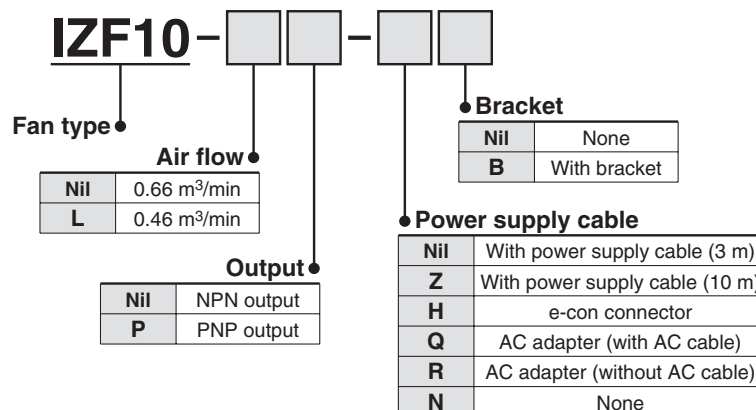 IZF10-
-
Fan type
Air flow
Nil 0.66 m³/min
L 0.46 m³/min
Output
Nil NPN output
P PNP output
Bracket
Nil None
B With bracket
Power supply cable
Nil With power supply cable (3 m)
Z With power supply cable (10 m)
H e-con connector
Q AC adapter (with AC cable)
R AC adapter (without AC cable)
N None